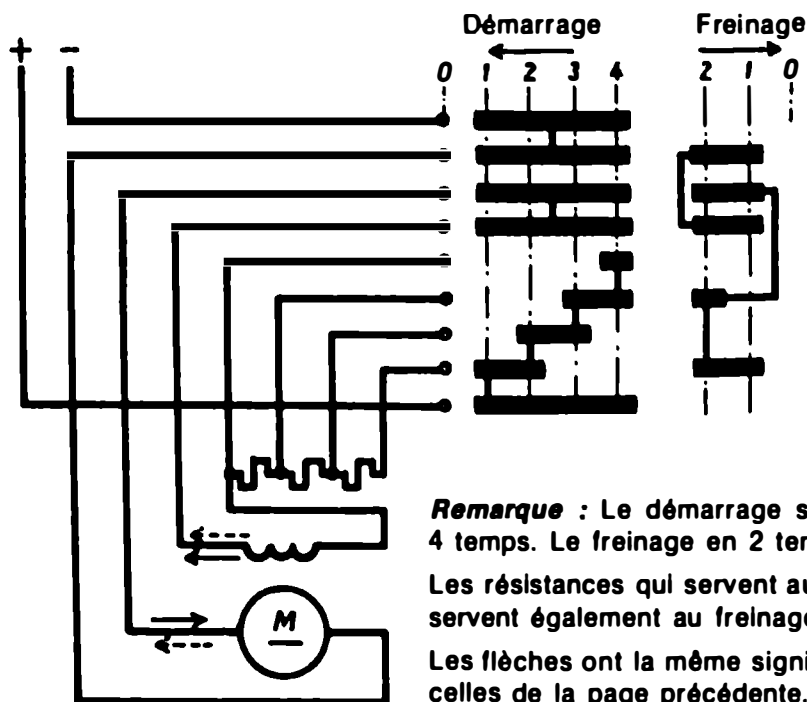 Démarrage Freinage
+ -
0 1 2 3 4 2 1 0
Remarque : Le démarrage s
4 temps. Le freinage en 2 ter
Les résistances qui servent au
servent également au freinage
Les flèches ont la même signi
celles de la page précédente.
M